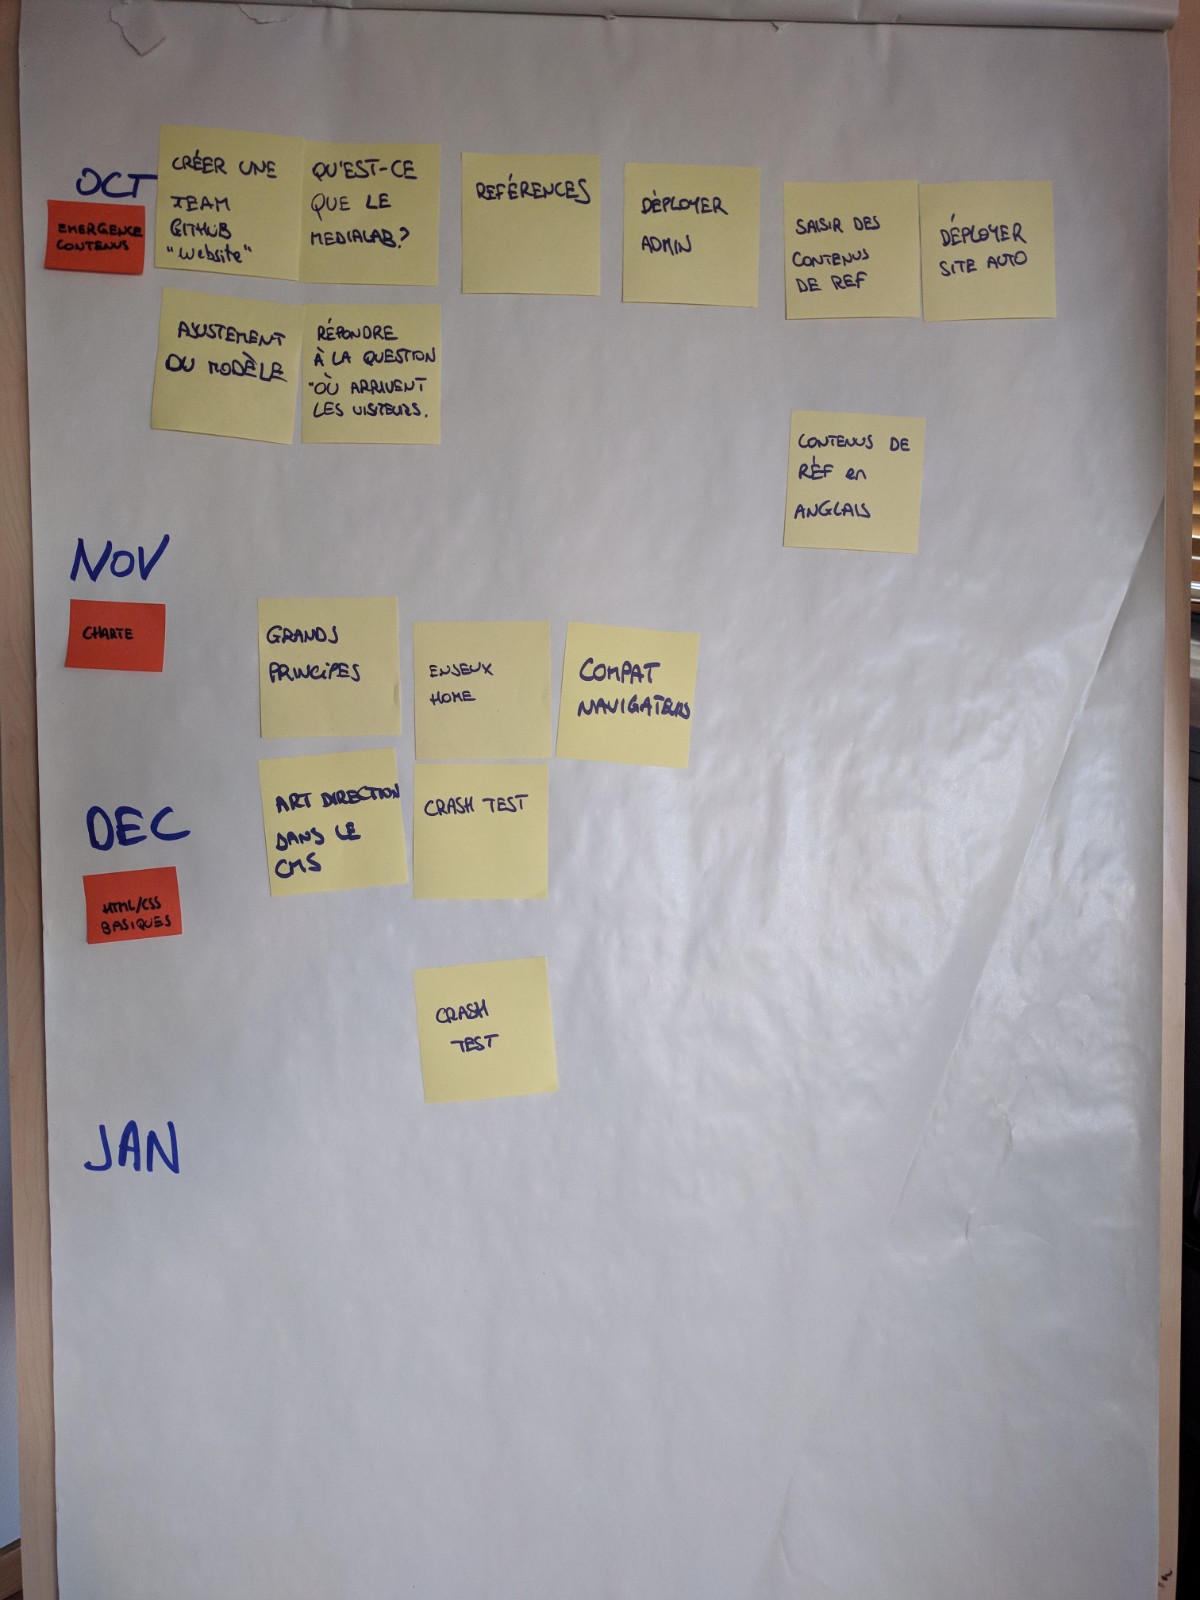 OCT
EMERGENCE
CONTENUS
CRÉER UNE
TEAM
GITHUB
"Website"
QU'EST-CE
QUE LE
MEDIALAB?
REFÉRENCES
DÉPLOYER
ADMIN
SAISIR DES
CONTENUS
DE REF
DÉPLOYER
SITE AUTO
AJUSTEMENT
DU MODÈLE
RÉPONDRE
À LA QUESTION
"OÙ ARRIVENT
LES VISITEURS.
CONTENUS DE
RÉF en
ANGLAIS
NOV
CHARTE
GRANDS
PRINCIPES
ENJEUX
HOME
COMPAT
NAVIGATEURS
ART DIRECTION
DANS LE
CMS
CRASH TEST
DEC
HTML/CSS
BASIQUES
CRASH
TEST
JAN